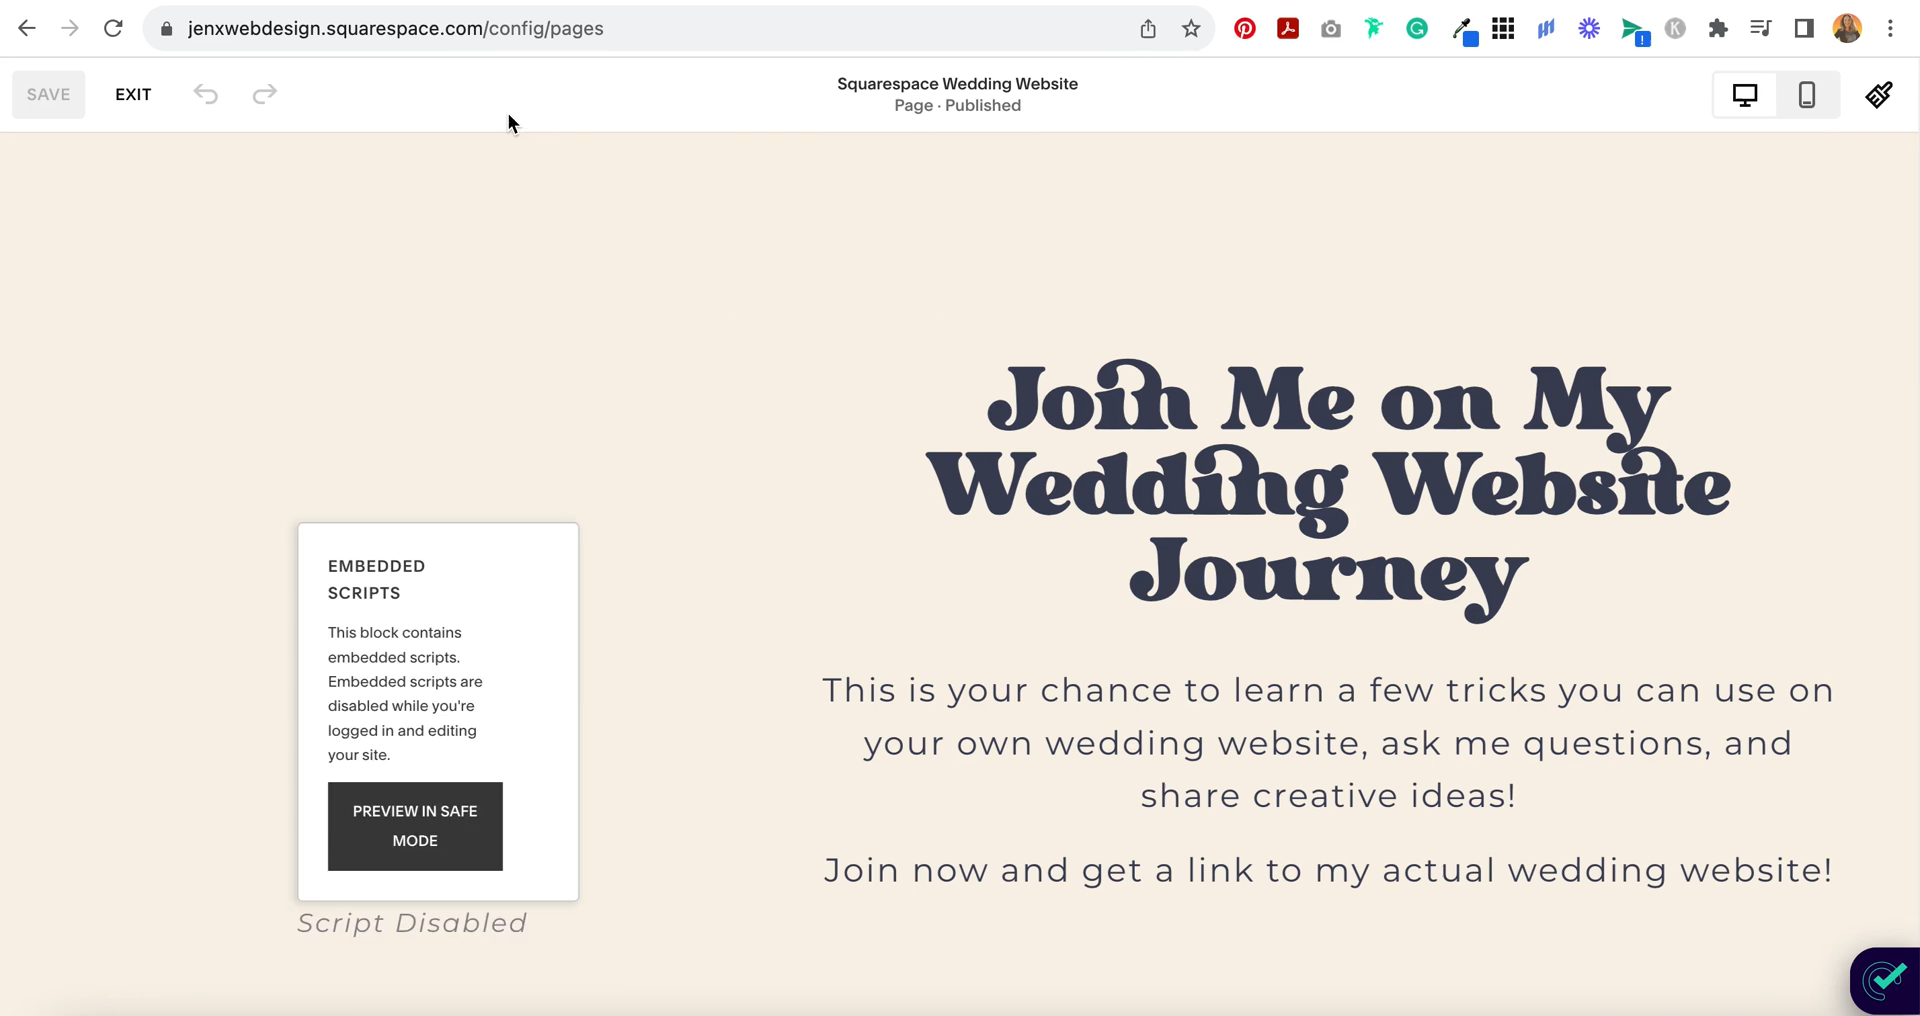 jenxwebdesign.squarespace.com/config/pages
SAVE
EXIT
Squarespace Wedding Website
Page · Published
Join Me on My
Wedding Website
Journey
This is your chance to learn a few tricks you can use on
your own wedding website, ask me questions, and
share creative ideas!
Join now and get a link to my actual wedding website!
EMBEDDED
SCRIPTS
This block contains
embedded scripts.
Embedded scripts are
disabled while you're
logged in and editing
your site.
PREVIEW IN SAFE
MODE
Script Disabled